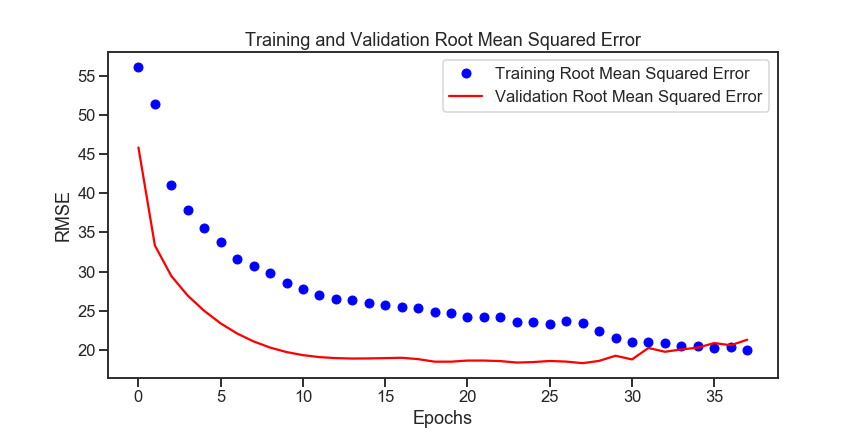 Training and Validation Root Mean Squared Error
Training Root Mean Squared Error
Validation Root Mean Squared Error
55
50
45
40
35
30
25
20
RMSE
0 5 10 15 20 25 30 35
Epochs